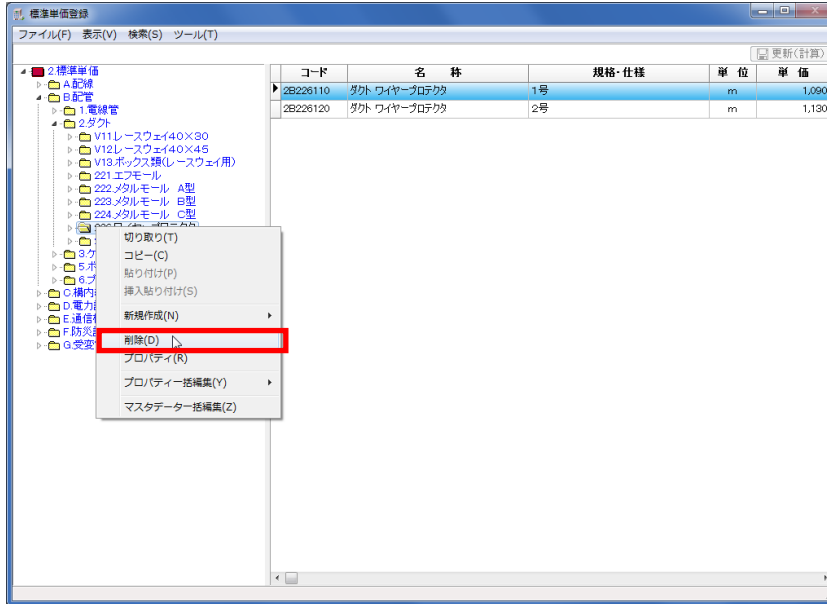 標準単価登録
ファイル(F) 表示(V) 検索(S) ツール(T)
更新(計算)
2.標準単価
A.配線
B.配管
1.電線管
2.ダクト
V11レースウェイ40×30
V12レースウェイ40×45
V13.ボックス類(レースウェイ用)
221.エフモール
222.メタルモール A型
223.メタルモール B型
224.メタルモール C型
3.ケ
5.ボ
6.プ
C.構内
D.電力
E.通信
F.防災
G.受変
コード 名 称 規格・仕様 単 位 単 価
2B226110 ダクト ワイヤープロテクタ 1号 m 1,090
2B226120 ダクト ワイヤープロテクタ 2号 m 1,130
切り取り(T)
コピー(C)
貼り付け(P)
挿入貼り付け(S)
新規作成(N)
削除(D)
プロパティ(R)
プロパティ一括編集(Y)
マスタデータ一括編集(Z)